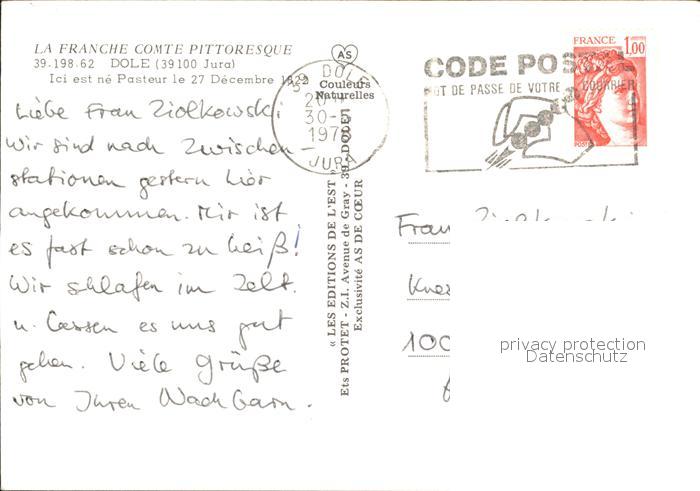 LA FRANCHE COMTE PITTORESQUE
39.198.62 DOLE (39100 Jura)
Ici est né Pasteur le 27 Décembre 1822
Liebe Frau Ziolkowski
Wir sind nach Zwischen-
stationen gestern hier
angekommen. Mir ist
es fast schon zu heiß!
Wir schlafen im Zelt.
u. lassen es uns gut
gehen. Viele Grüße
von Ihren Nachbarn.
AS
Couleurs
Naturelles
« LES EDITIONS DE L'EST »
Ets PROTET - Z.I. Avenue de Gray - 39 - DOLE
Exclusivité AS DE CŒUR
39 DOLE
30-
JURA
CODE POSTAL
MOT DE PASSE DE VOTRE COURRIER
FRANCE
1,00
POSTES
Frau Ziolkowski
100
privacy protection
Datenschutz